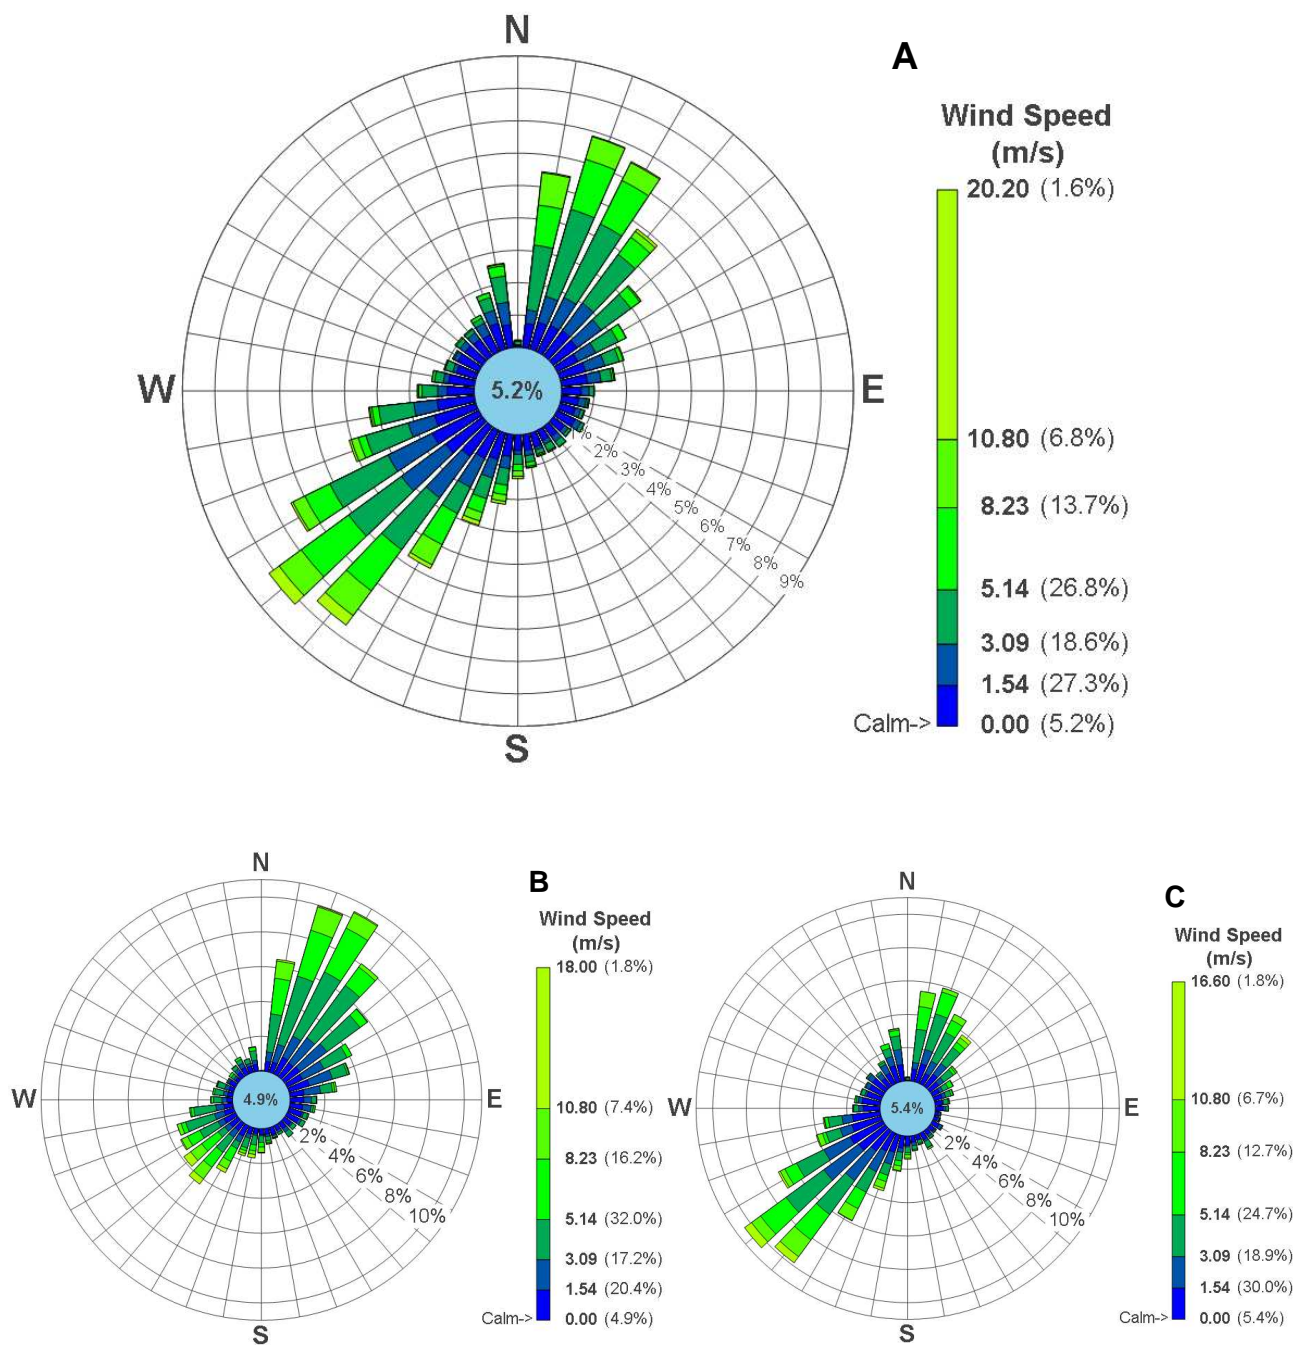 N
A
Wind Speed
(m/s)
20.20 (1.6%)
10.80 (6.8%)
8.23 (13.7%)
5.14 (26.8%)
3.09 (18.6%)
1.54 (27.3%)
Calm-> 0.00 (5.2%)
W
5.2%
E
1%
2%
3%
4%
5%
6%
7%
8%
9%
S
N
B
Wind Speed
(m/s)
18.00 (1.8%)
10.80 (7.4%)
8.23 (16.2%)
5.14 (32.0%)
3.09 (17.2%)
1.54 (20.4%)
Calm-> 0.00 (4.9%)
W
4.9%
E
2%
4%
6%
8%
10%
S
N
C
Wind Speed
(m/s)
16.60 (1.8%)
10.80 (6.7%)
8.23 (12.7%)
5.14 (24.7%)
3.09 (18.9%)
1.54 (30.0%)
Calm-> 0.00 (5.4%)
W
5.4%
E
2%
4%
6%
8%
10%
S